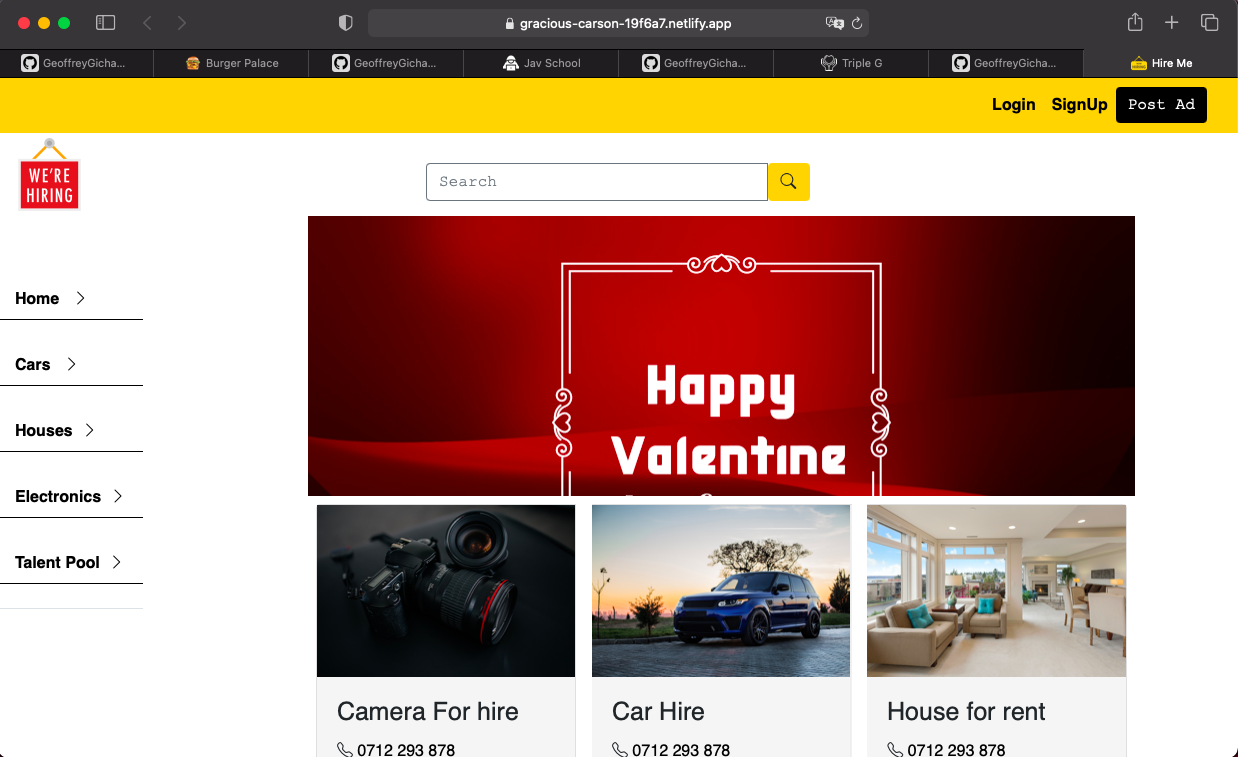 gracious-carson-19f6a7.netlify.app
GeoffreyGicha...
Burger Palace
GeoffreyGicha...
Jav School
GeoffreyGicha...
Triple G
GeoffreyGicha...
Hire Me
Login SignUp Post Ad
WE'RE
HIRING
Search
Home
Cars
Houses
Electronics
Talent Pool
Happy
Valentine
Camera For hire
0712 293 878
Car Hire
0712 293 878
House for rent
0712 293 878